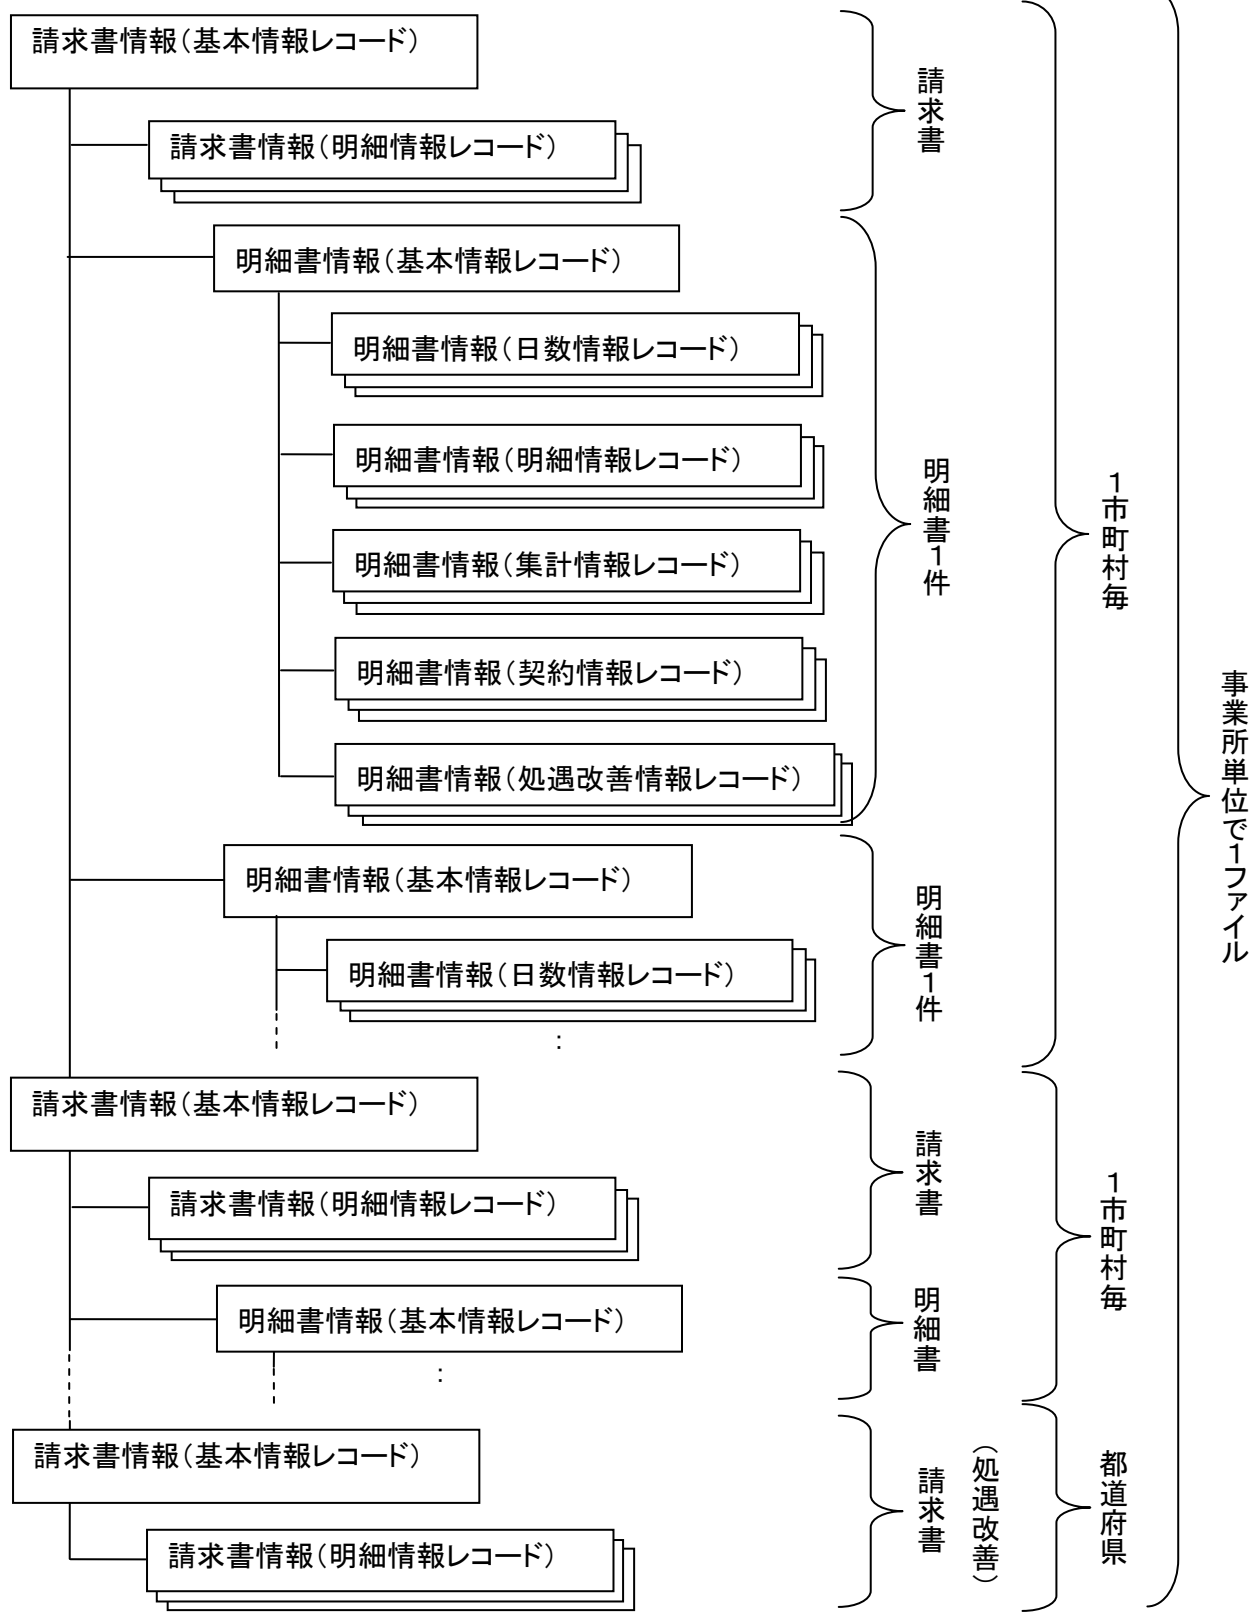 請求書情報（基本情報レコード）
請求書情報（明細情報レコード）
請求書
明細書情報（基本情報レコード）
明細書情報（日数情報レコード）
明細書情報（明細情報レコード）
明細書情報（集計情報レコード）
明細書情報（契約情報レコード）
明細書情報（処遇改善情報レコード）
明細書1件
明細書情報（基本情報レコード）
明細書情報（日数情報レコード）
:
明細書1件
1市町村毎
請求書情報（基本情報レコード）
請求書情報（明細情報レコード）
請求書
明細書情報（基本情報レコード）
:
明細書
1市町村毎
請求書情報（基本情報レコード）
請求書情報（明細情報レコード）
請求書
（処遇改善）
都道府県
事業所単位で1ファイル